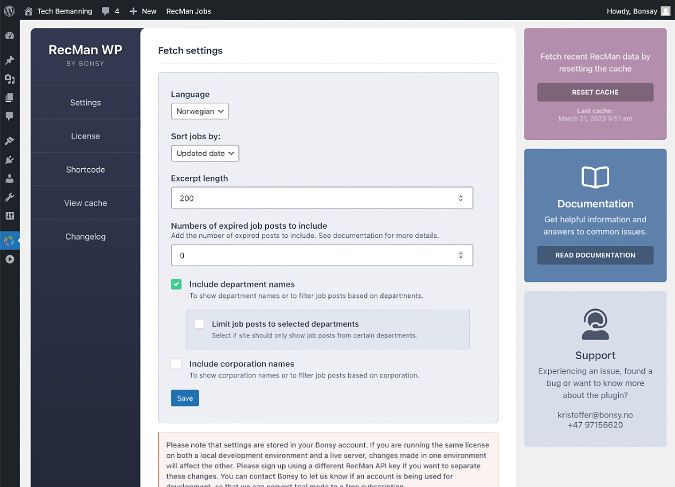 Tech Bemanning
4
New
RecMan Jobs
Howdy, Bonsay
RecMan WP
BY BONSY
Settings
License
Shortcode
View cache
Changelog
Fetch settings
Language
Norwegian
Sort jobs by:
Updated date
Excerpt length
200
Numbers of expired job posts to include
Add the number of expired posts to include. See documentation for more details.
0
Include department names
To show department names or to filter job posts based on departments.
Limit job posts to selected departments
Select if site should only show job posts from certain departments.
Include corporation names
To show corporation names or to filter job posts based on corporation.
Save
Please note that settings are stored in your Bonsy account. If you are running the same license
on both a local development environment and a live server, changes made in one environment
will affect the other. Please sign up using a different RecMan API key if you want to separate
these changes. You can contact Bonsy to let us know if an account is being used for
development, so that we can convert trial mode to a free subscription.
Fetch recent RecMan data by
resetting the cache
RESET CACHE
Last cache:
March 21, 2023 9:51 am
Documentation
Get helpful information and
answers to common issues.
READ DOCUMENTATION
Support
Experiencing an issue, found a
bug or want to know more
about the plugin?
kristoffer@bonsy.no
+47 97156620